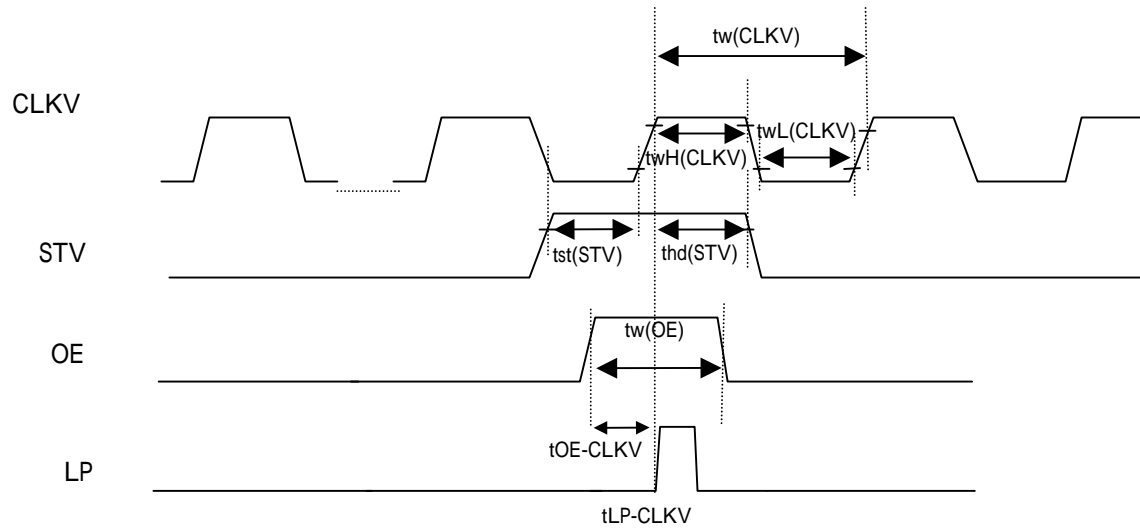 tw(CLKV)
CLKV
twH(CLKV)
twL(CLKV)
STV
tst(STV)
thd(STV)
OE
tw(OE)
tOE-CLKV
LP
tLP-CLKV